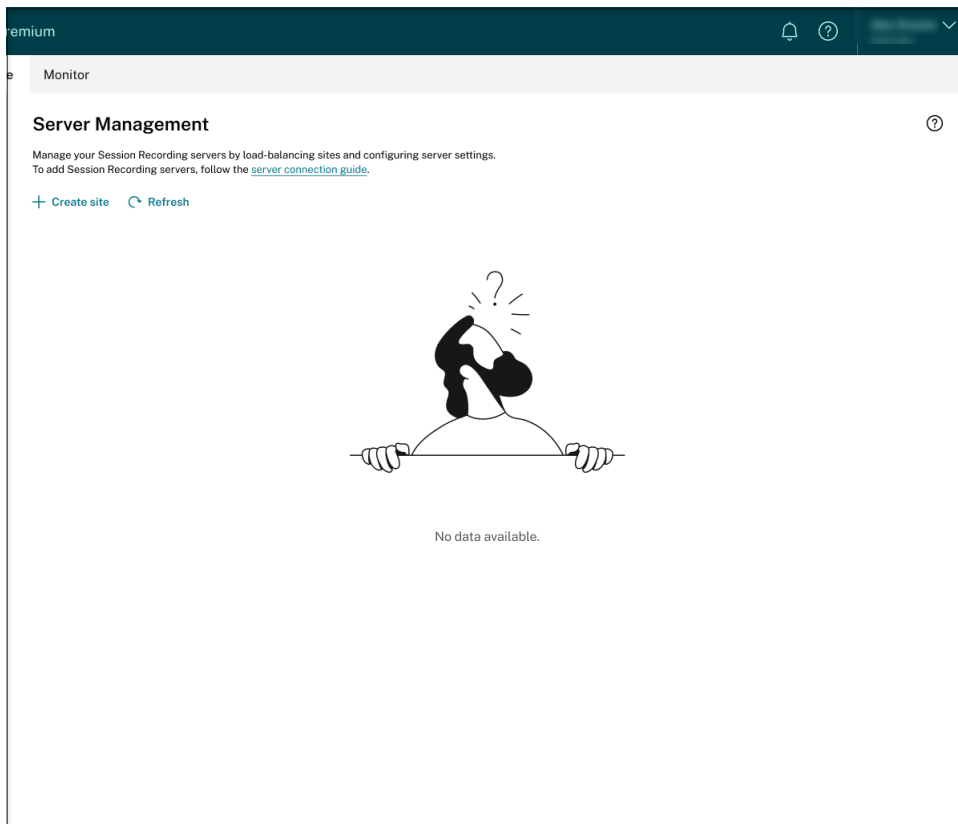 remium
e Monitor
Server Management
Manage your Session Recording servers by load-balancing sites and configuring server settings.
To add Session Recording servers, follow the server connection guide.
Create site Refresh
?
No data available.